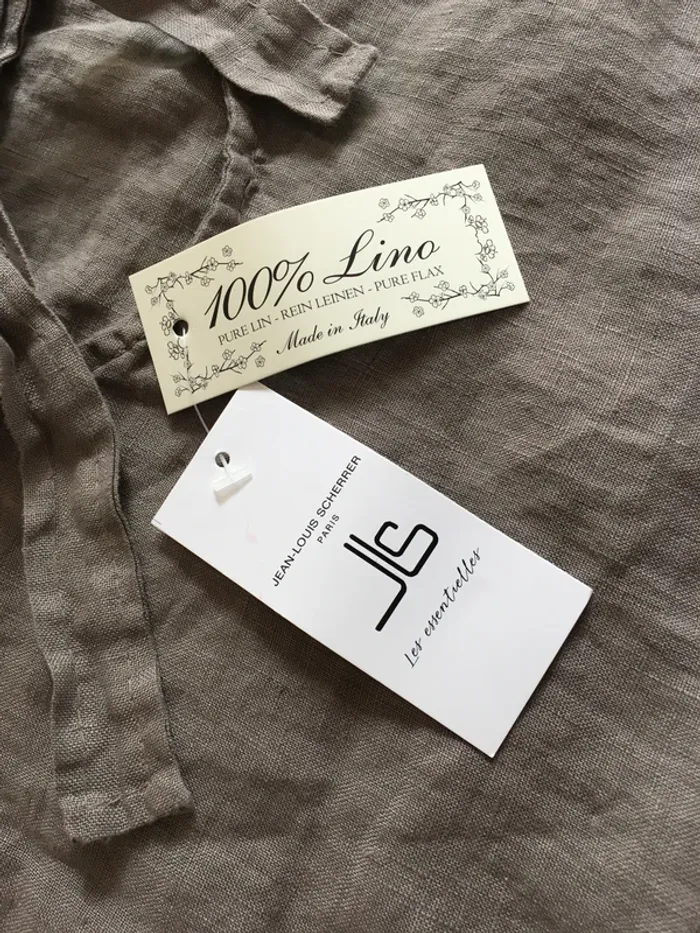 100% Lino
PURE LIN - REIN LEINEN - PURE FLAX
Made in Italy
JEAN-LOUIS SCHERRER
PARIS
JLS
Les essentielles